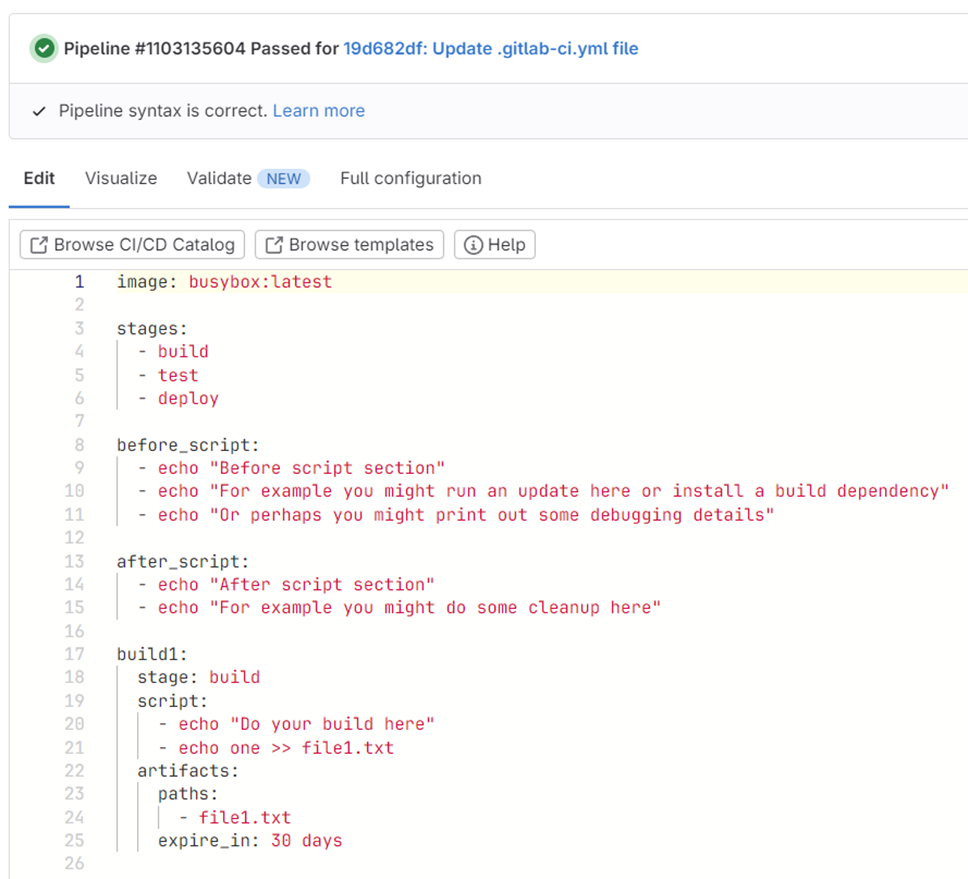 Pipeline #1103135604 Passed for 19d682df: Update .gitlab-ci.yml file
Pipeline syntax is correct. Learn more
Edit Visualize Validate NEW Full configuration
Browse CI/CD Catalog Browse templates Help
1 image: busybox:latest
2
3 stages:
4   - build
5   - test
6   - deploy
7
8 before_script:
9   - echo "Before script section"
10   - echo "For example you might run an update here or install a build dependency"
11   - echo "Or perhaps you might print out some debugging details"
12
13 after_script:
14   - echo "After script section"
15   - echo "For example you might do some cleanup here"
16
17 build1:
18   stage: build
19   script:
20     - echo "Do your build here"
21     - echo one >> file1.txt
22   artifacts:
23     paths:
24       - file1.txt
25     expire_in: 30 days
26